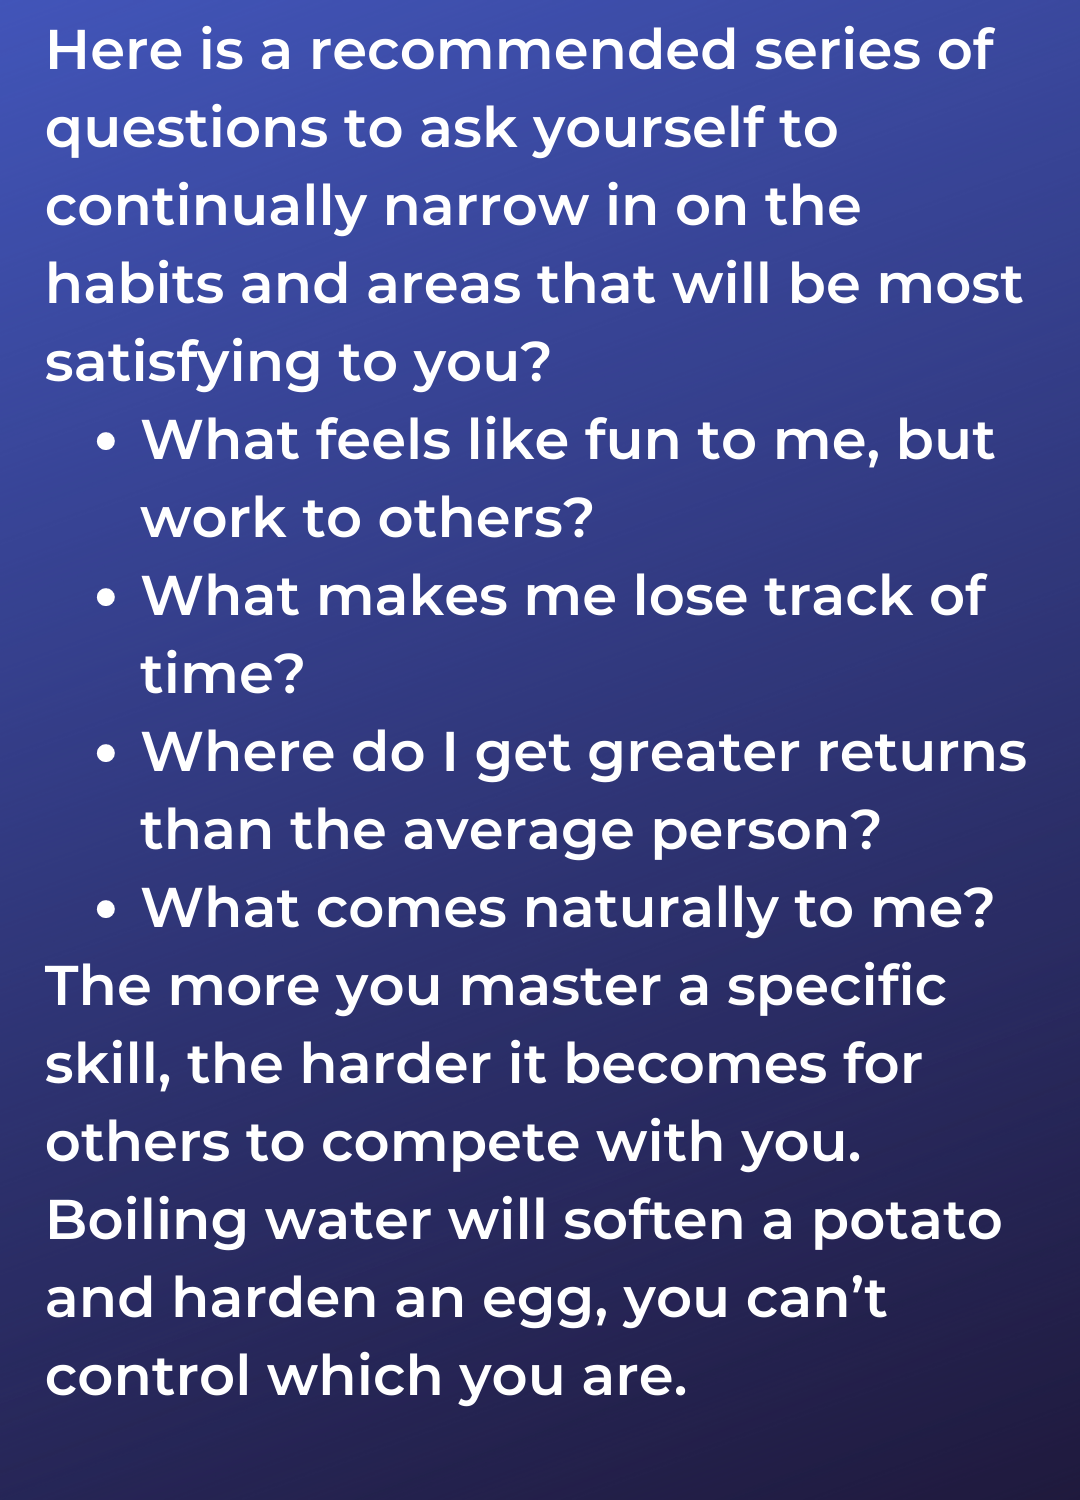 Here is a recommended series of
questions to ask yourself to
continually narrow in on the
habits and areas that will be most
satisfying to you?
• What feels like fun to me, but
work to others?
• What makes me lose track of
time?
• Where do I get greater returns
than the average person?
• What comes naturally to me?
The more you master a specific
skill, the harder it becomes for
others to compete with you.
Boiling water will soften a potato
and harden an egg, you can’t
control which you are.